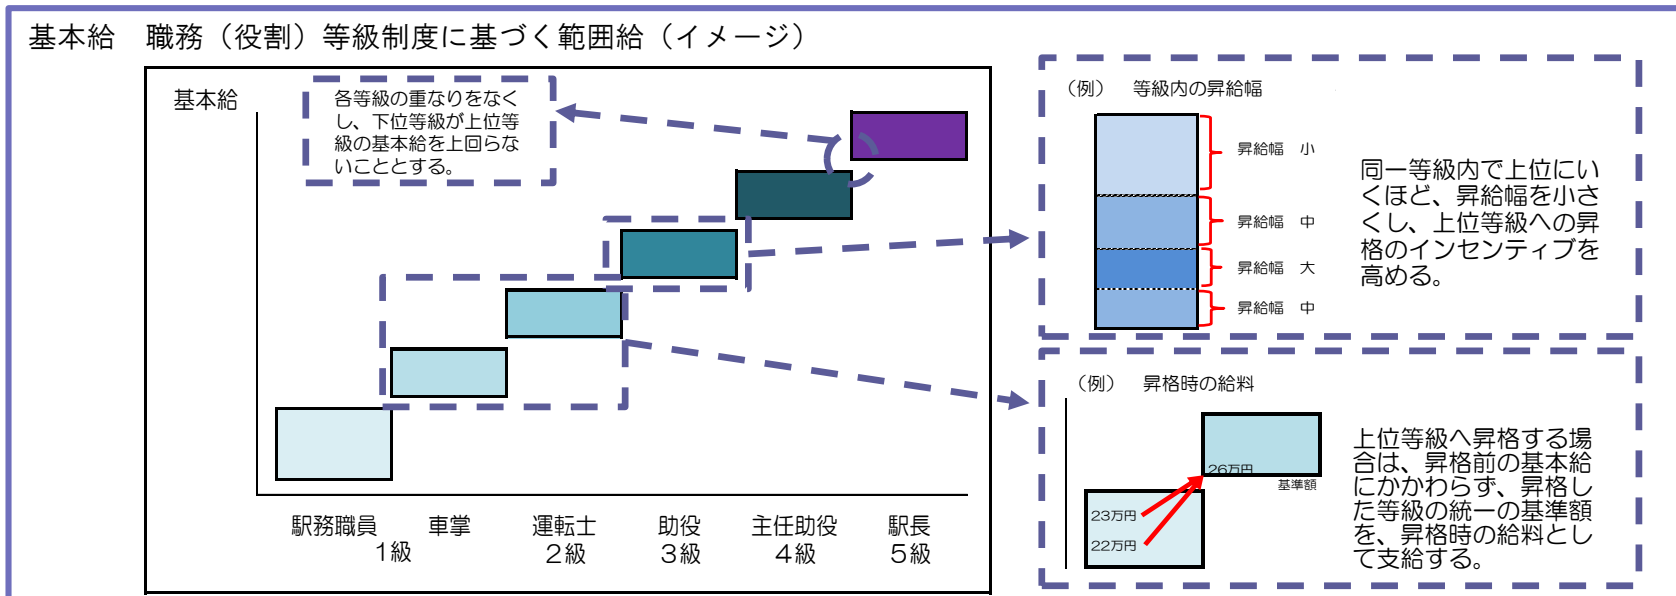 基本給　職務（役割）等級制度に基づく範囲給（イメージ）
基本給
各等級の重なりをなく
し、下位等級が上位等
級の基本給を上回らな
いこととする。
駅務職員
車掌
運転士
助役
主任助役
駅長
１級
２級
３級
４級
５級
（例）　等級内の昇給幅
昇給幅　小
昇給幅　中
昇給幅　大
昇給幅　中
同一等級内で上位にい
くほど、昇給幅を小さ
くし、上位等級への昇
格のインセンティブを
高める。
（例）　昇格時の給料
26万円
基準額
23万円
22万円
上位等級へ昇格する場
合は、昇格前の基本給
にかかわらず、昇格し
た等級の統一の基準額
を、昇格時の給料とし
て支給する。